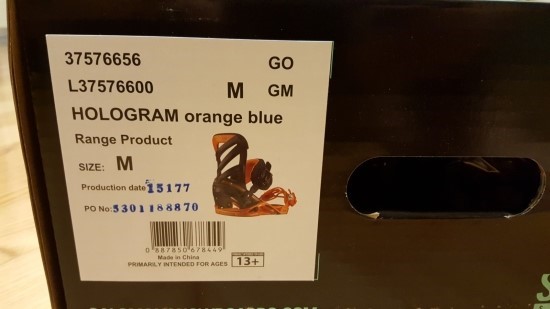 37576656 GO
L37576600 M GM
HOLOGRAM orange blue
Range Product
SIZE: M
Production date 15177
PO No: 5301188870
0 887850 678449
Made in China
PRIMARILY INTENDED FOR AGES 13+